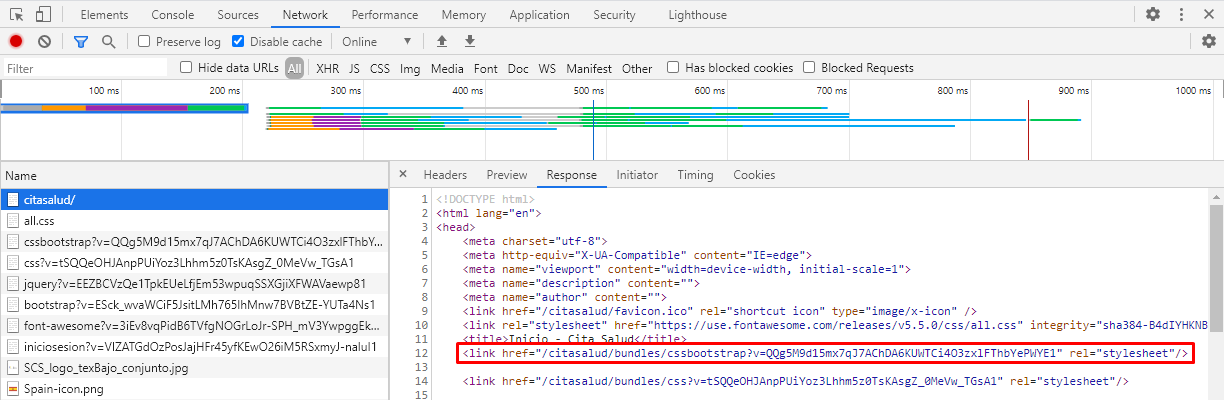 Elements Console Sources Network Performance Memory Application Security Lighthouse
Preserve log Disable cache Online
Filter Hide data URLs All XHR JS CSS Img Media Font Doc WS Manifest Other Has blocked cookies Blocked Requests
100 ms 200 ms 300 ms 400 ms 500 ms 600 ms 700 ms 800 ms 900 ms 1000 ms
Name
citasalud/
all.css
cssbootstrap?v=QQg5M9d15mx7qJ7AChDA6KUWTCi4O3zxlFThbY...
css?v=tSQQeOHJAnpPUiYoz3Lhhm5z0TsKAsgZ_0MeVw_TGsA1
jquery?v=EEZBCVzQe1TpkEUeLfjEm53wpuqSSXGjiXFWAVaewp81
bootstrap?v=ESck_wvaWCiF5JsitLMh765IhMnw7BVBtZE-YUTa4Ns1
font-awesome?v=3iEv8vqPidB6TVfgNOGrLoJr-SPH_mV3YwpggEk...
iniciosesion?v=VIZATGdOzPosJajHFr45yfKEwO26iM5RSxmyJ-naluI1
SCS_logo_texBajo_conjunto.jpg
Spain-icon.png
Headers Preview Response Initiator Timing Cookies
1 <!DOCTYPE html>
2 <html lang="en">
3 <head>
4 <meta charset="utf-8">
5 <meta http-equiv="X-UA-Compatible" content="IE=edge">
6 <meta name="viewport" content="width=device-width, initial-scale=1">
7 <meta name="description" content="">
8 <meta name="author" content="">
9 <link href="/citasalud/favicon.ico" rel="shortcut icon" type="image/x-icon" />
10 <link rel="stylesheet" href="https://use.fontawesome.com/releases/v5.5.0/css/all.css" integrity="sha384-B4dIYHKNB
11 <title>Inicio - Cita Salud</title>
12 <link href="/citasalud/bundles/cssbootstrap?v=QQg5M9d15mx7qJ7AChDA6KUWTCi4O3zxlFThbYePWYE1" rel="stylesheet"/>
13
14 <link href="/citasalud/bundles/css?v=tSQQeOHJAnpPUiYoz3Lhhm5z0TsKAsgZ_0MeVw_TGsA1" rel="stylesheet"/>
15